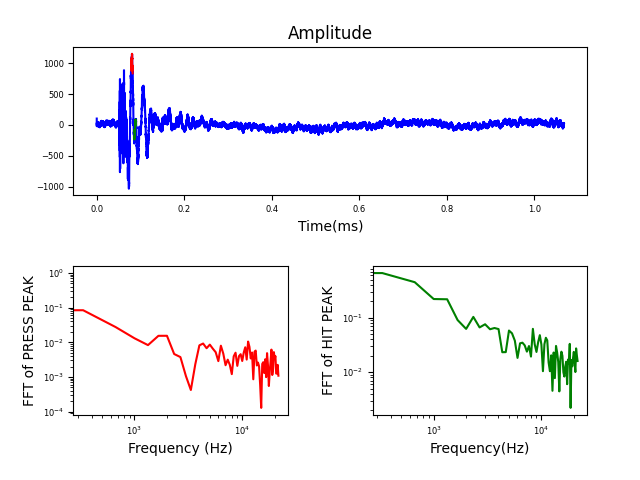 Amplitude
1000
500
0
−500
−1000
0.0 0.2 0.4 0.6 0.8 1.0
Time(ms)
FFT of PRESS PEAK
10⁰
10⁻¹
10⁻²
10⁻³
10⁻⁴
10³ 10⁴
Frequency (Hz)
FFT of HIT PEAK
10⁻¹
10⁻²
10³ 10⁴
Frequency(Hz)